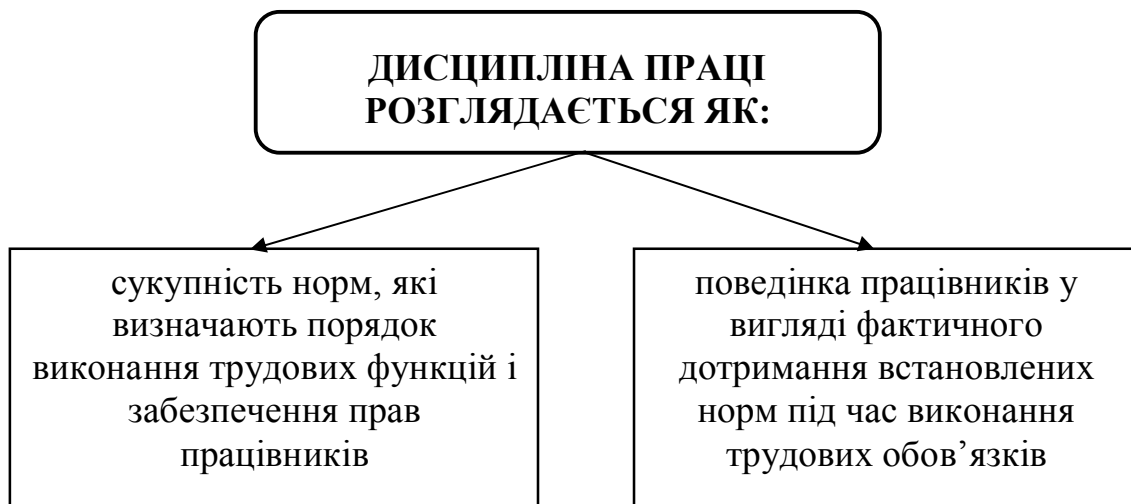 ДИСЦИПЛІНА ПРАЦІ
РОЗГЛЯДАЄТЬСЯ ЯК:
сукупність норм, які
визначають порядок
виконання трудових функцій і
забезпечення прав
працівників
поведінка працівників у
вигляді фактичного
дотримання встановлених
норм під час виконання
трудових обов’язків